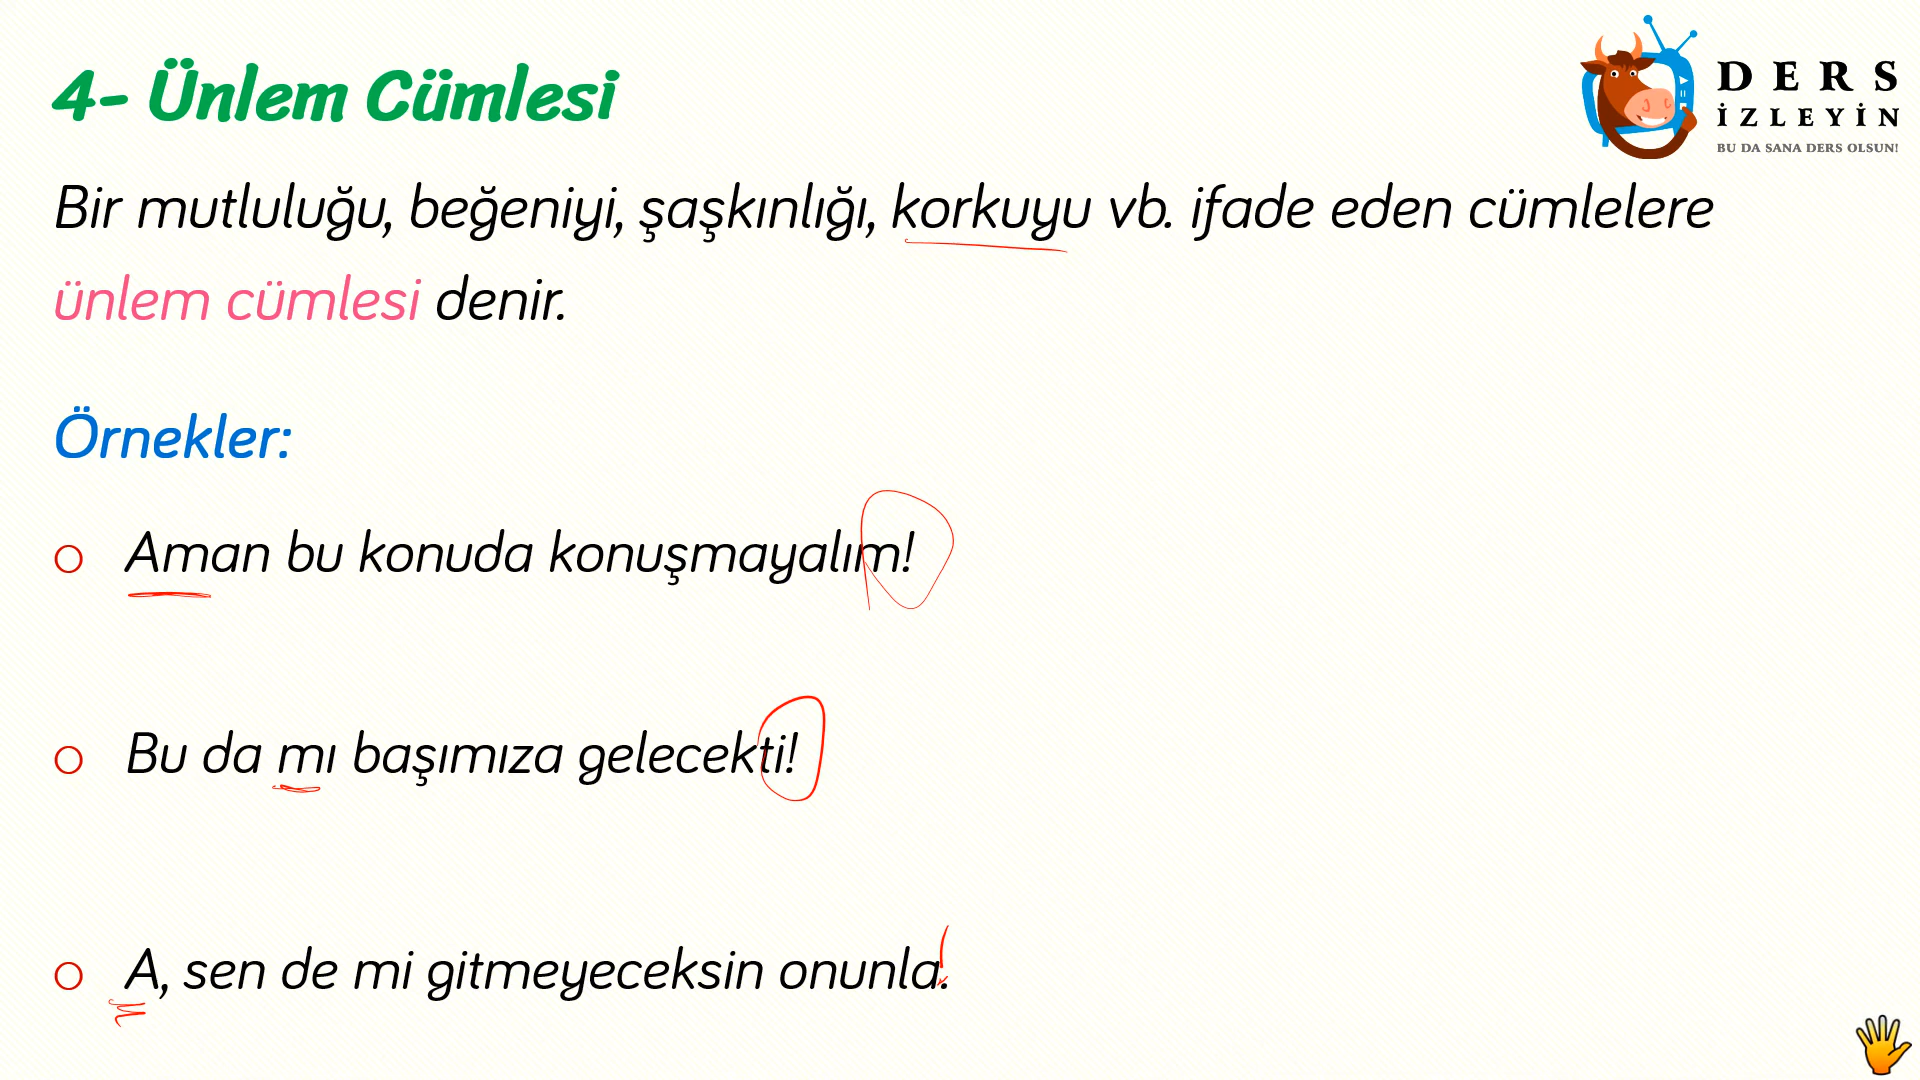 4- Ünlem Cümlesi
DERS
İZLEYİN
BU DA SANA DERS OLSUN!
Bir mutluluğu, beğeniyi, şaşkınlığı, korkuyu vb. ifade eden cümlelere
ünlem cümlesi denir.
Örnekler:
Aman bu konuda konuşmayalım!
Bu da mı başımıza gelecekti!
A, sen de mi gitmeyeceksin onunla!